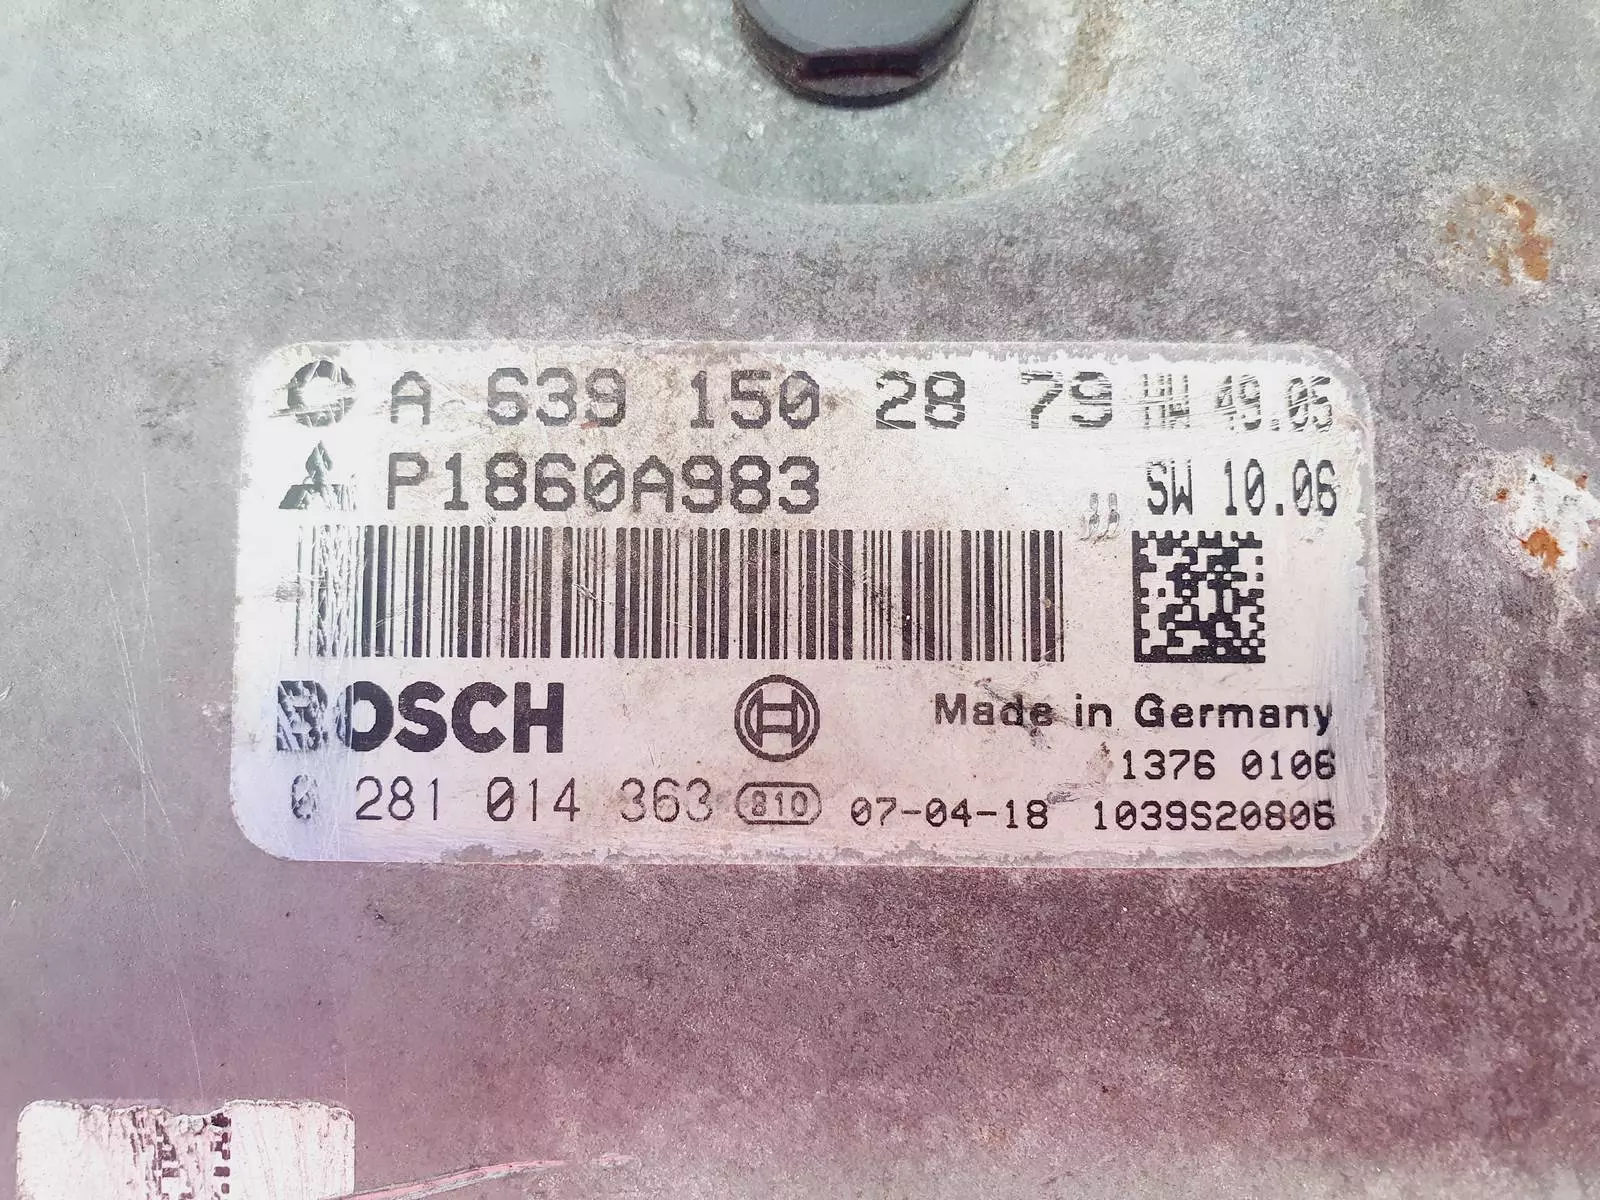 A 639 150 28 79 HW 49.05
P1860A983 SW 10.06
BOSCH Made in Germany
1376 0106
0 281 014 363 810 07-04-18 1039S20806